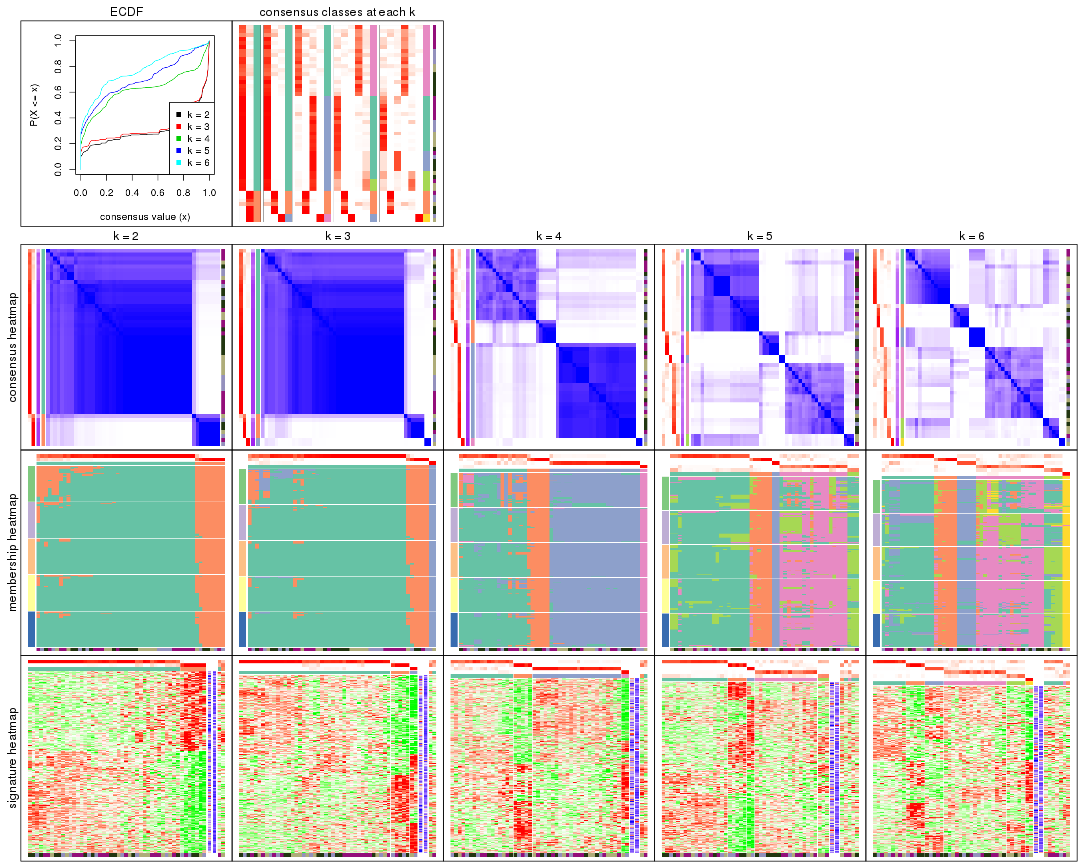 ECDF
consensus classes at each k
P(X <= x)
1.0
0.8
0.6
0.4
0.2
0.0
k = 2
k = 3
k = 4
k = 5
k = 6
0.0 0.2 0.4 0.6 0.8 1.0
consensus value (x)
k = 2
k = 3
k = 4
k = 5
k = 6
consensus heatmap
membership heatmap
signature heatmap